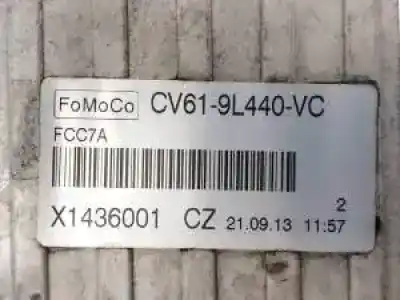 FoMoCo CV61-9L440-VC
FCC7A
2
X1436001 CZ 21.09.13 11:57